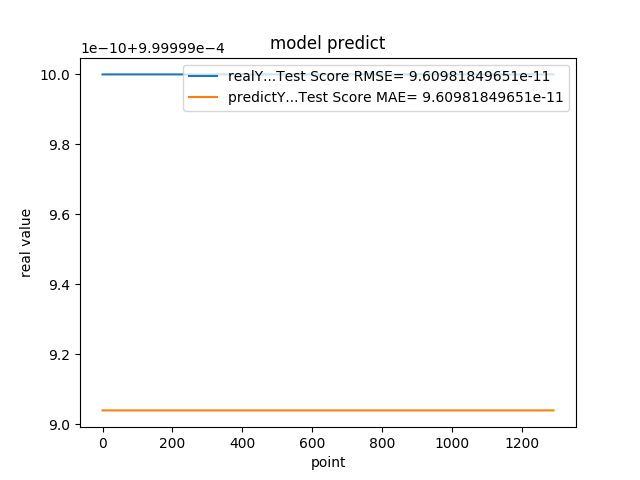 model predict
1e−10+9.99999e−4
realY...Test Score RMSE= 9.60981849651e-11
predictY...Test Score MAE= 9.60981849651e-11
10.0
9.8
9.6
9.4
9.2
9.0
real value
0 200 400 600 800 1000 1200
point